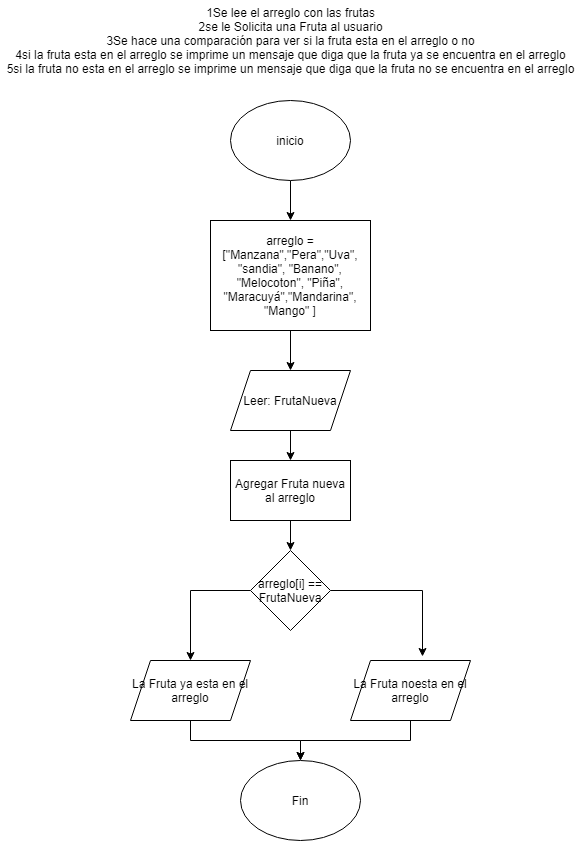 1Se lee el arreglo con las frutas
2se le Solicita una Fruta al usuario
3Se hace una comparación para ver si la fruta esta en el arreglo o no
4si la fruta esta en el arreglo se imprime un mensaje que diga que la fruta ya se encuentra en el arreglo
5si la fruta no esta en el arreglo se imprime un mensaje que diga que la fruta no se encuentra en el arreglo
inicio
arreglo =
["Manzana","Pera","Uva",
"sandia", "Banano",
"Melocoton", "Piña",
"Maracuyá","Mandarina",
"Mango" ]
Leer: FrutaNueva
Agregar Fruta nueva
al arreglo
arreglo[i] ==
FrutaNueva
La Fruta ya esta en el
arreglo
La Fruta noesta en el
arreglo
Fin